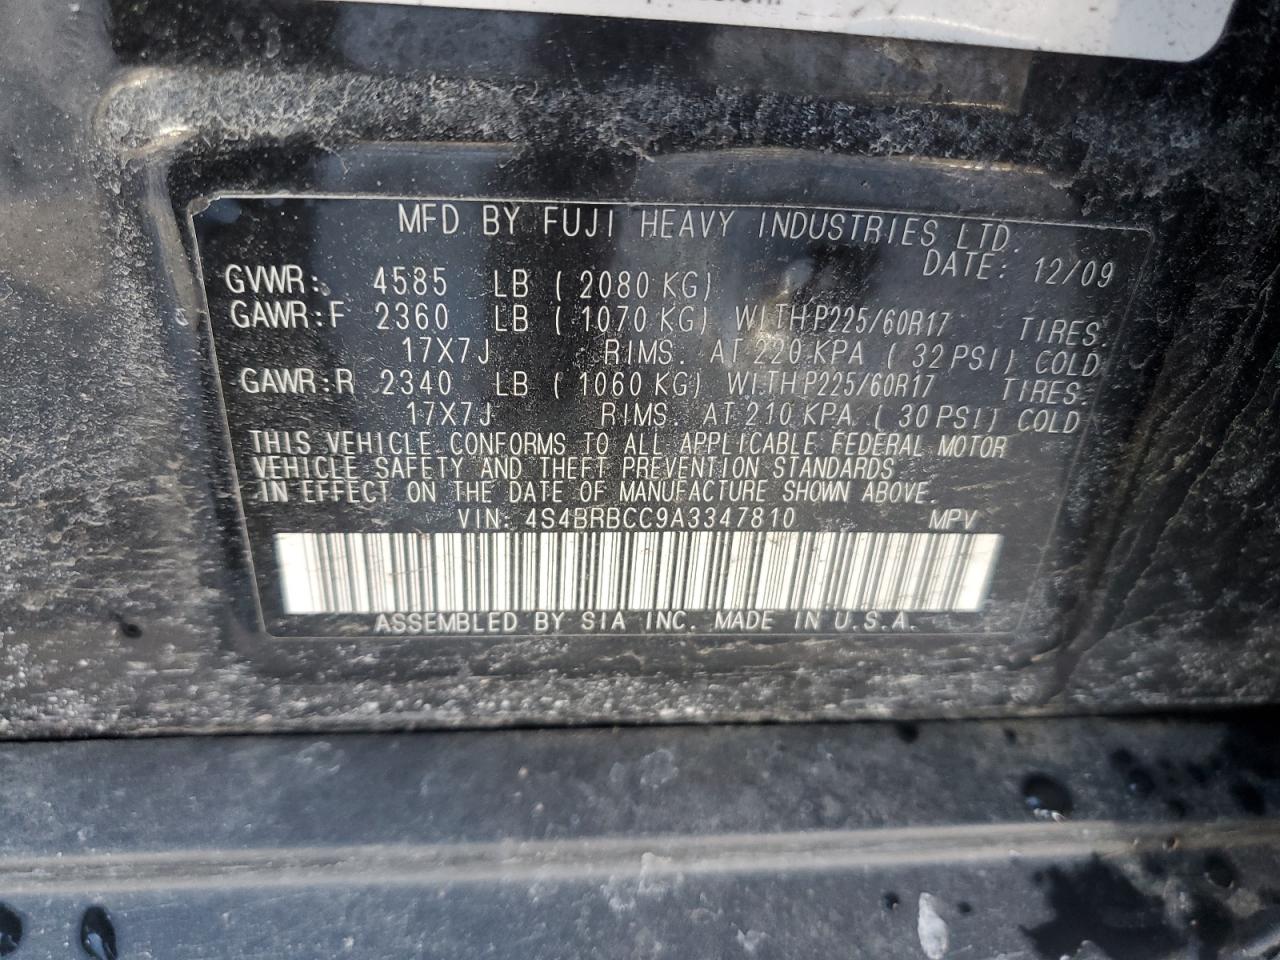 MFD BY FUJI HEAVY INDUSTRIES LTD.
DATE: 12/09
GVWR: 4585 LB ( 2080 KG)
GAWR:F 2360 LB ( 1070 KG) WITH P225/60R17 TIRES.
17X7J RIMS. AT 220 KPA ( 32 PSI) COLD
GAWR:R 2340 LB ( 1060 KG) WITH P225/60R17 TIRES.
17X7J RIMS. AT 210 KPA ( 30 PSI) COLD
THIS VEHICLE CONFORMS TO ALL APPLICABLE FEDERAL MOTOR
VEHICLE SAFETY AND THEFT PREVENTION STANDARDS
IN EFFECT ON THE DATE OF MANUFACTURE SHOWN ABOVE.
VIN: 4S4BRBCC9A3347810 MPV
ASSEMBLED BY SIA INC. MADE IN U.S.A.